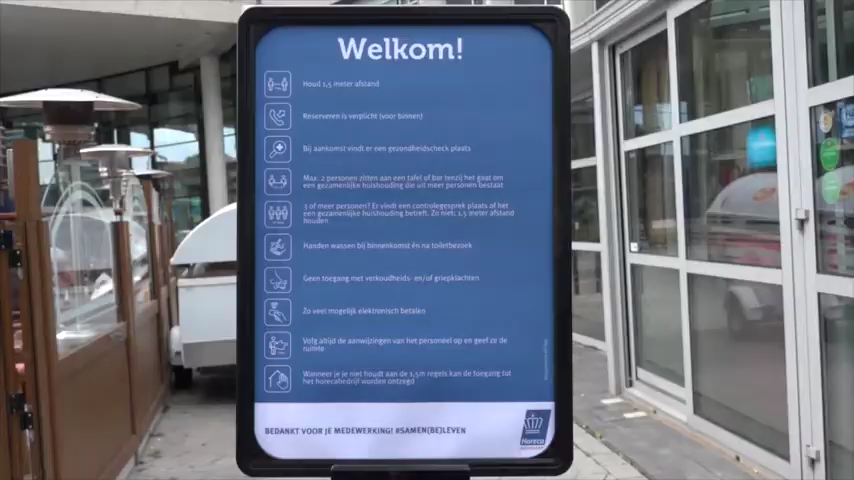 Welkom!
Houd 1,5 meter afstand
Reserveren is verplicht (voor binnen)
Bij aankomst vindt er een gezondheidscheck plaats
Max. 2 personen zitten aan een tafel of bar tenzij het gaat om
een gezamenlijke huishouding die uit meer personen bestaat
3 of meer personen? Er vindt een controlegesprek plaats of het
een gezamenlijke huishouding betreft. Zo niet: 1,5 meter afstand
houden
Handen wassen bij binnenkomst én na toiletbezoek
Geen toegang met verkoudheids- en/of griepklachten
Zo veel mogelijk elektronisch betalen
Volg altijd de aanwijzingen van het personeel op en geef ze de
ruimte
Wanneer je je niet houdt aan de 1,5m regels kan de toegang tot
het horecabedrijf worden ontzegd
BEDANKT VOOR JE MEDEWERKING! #SAMEN(BE)LEVEN
Horeca